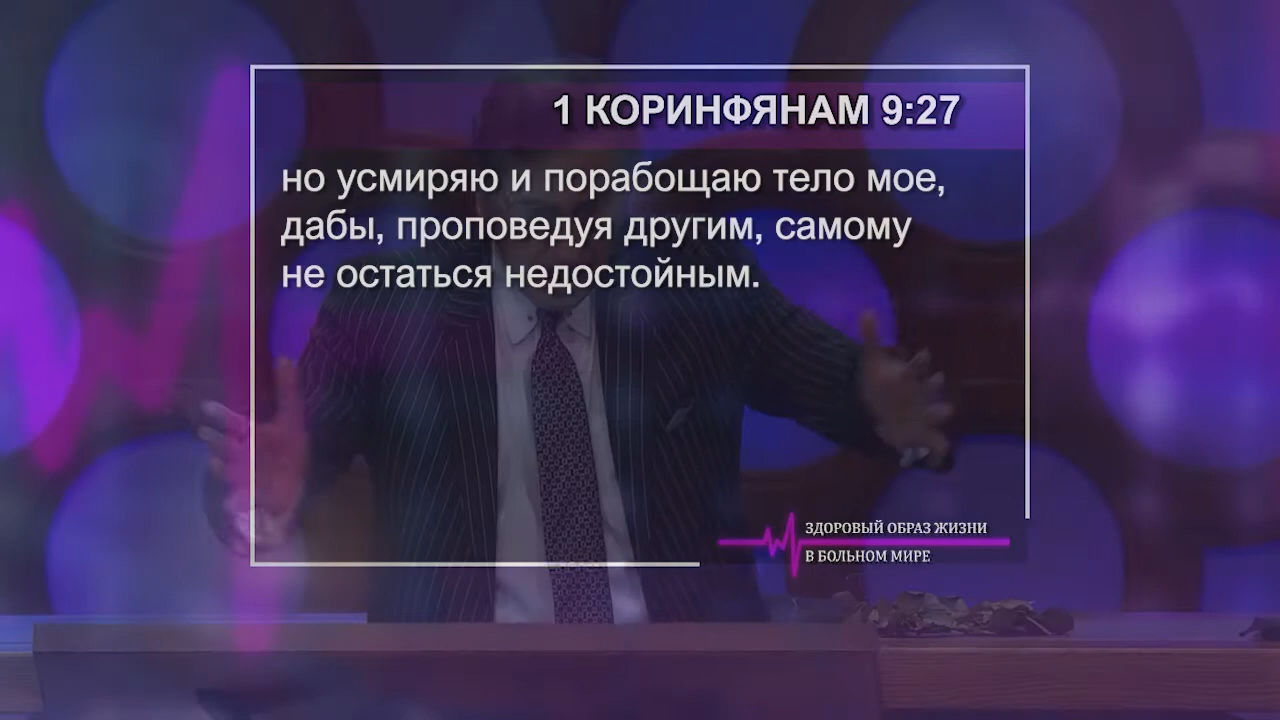 1 КОРИНФЯНАМ 9:27
но усмиряю и порабощаю тело мое,
дабы, проповедуя другим, самому
не остаться недостойным.
ЗДОРОВЫЙ ОБРАЗ ЖИЗНИ
В БОЛЬНОМ МИРЕ